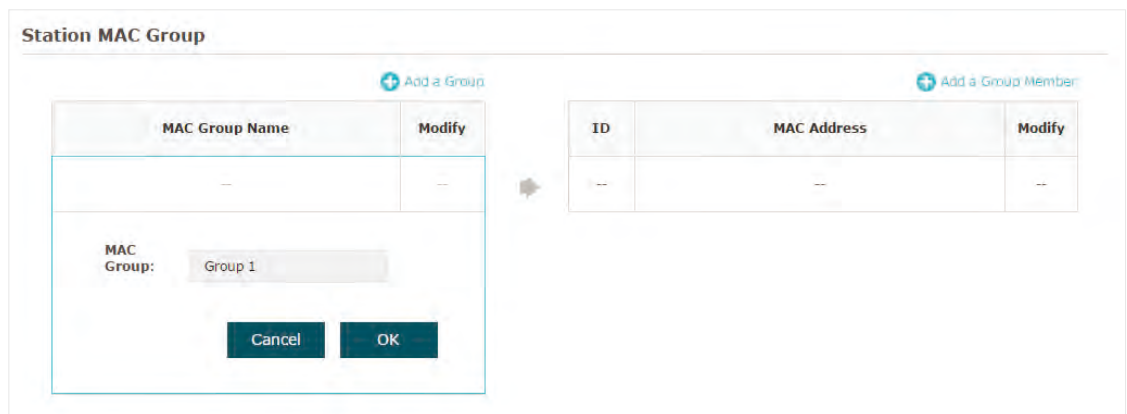 Station MAC Group
Add a Group
Add a Group Member
MAC Group Name Modify
ID MAC Address Modify
-- --
-- -- --
MAC
Group:
Group 1
Cancel OK